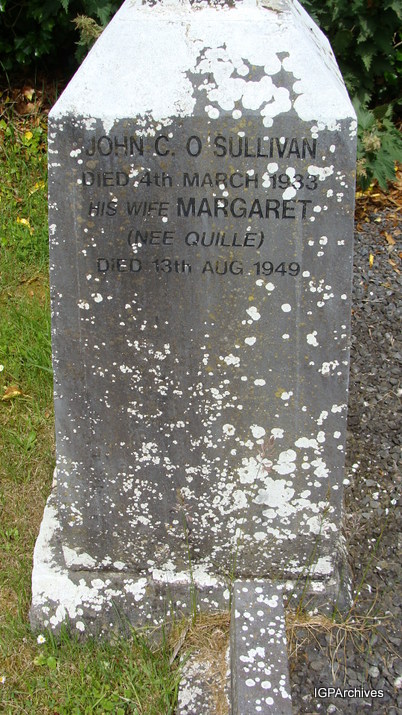 JOHN C. O SULLIVAN
DIED 4th MARCH 1933
HIS WIFE MARGARET
(NEE QUILLE)
DIED 13th AUG 1949
IGPArchives